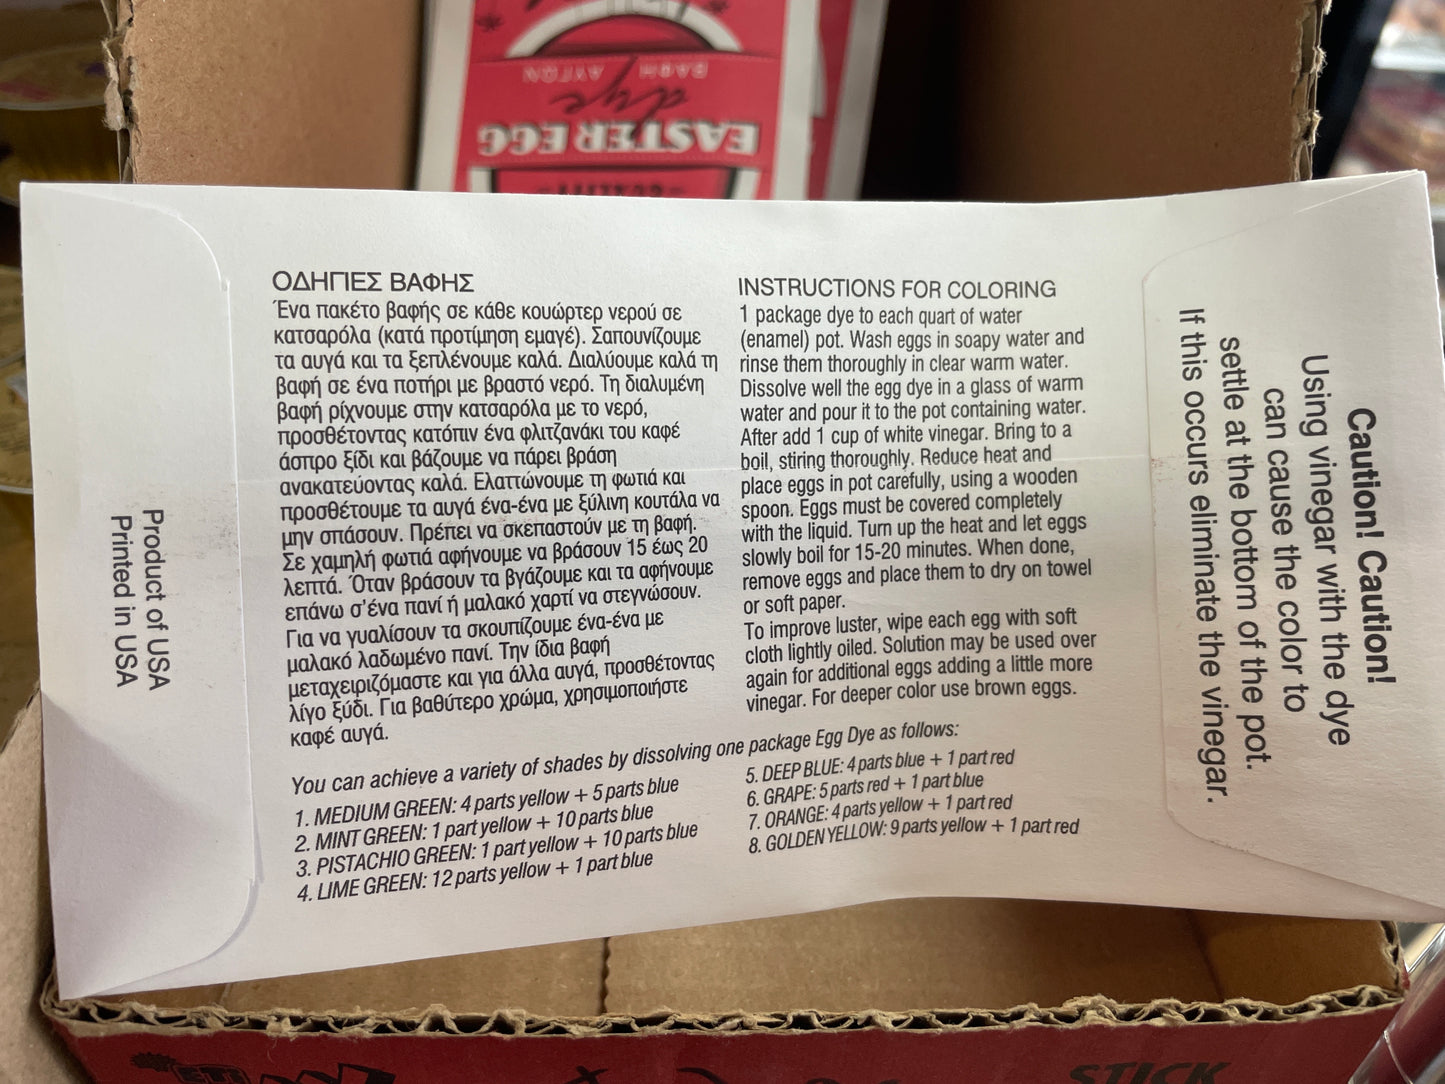 ΒΑΦΗ ΑΥΓΩΝ
dye
EASTER EGG
ΟΔΗΓΙΕΣ ΒΑΦΗΣ
Ένα πακέτο βαφής σε κάθε κουώρτερ νερού σε
κατσαρόλα (κατά προτίμηση εμαγέ). Σαπουνίζουμε
τα αυγά και τα ξεπλένουμε καλά. Διαλύουμε καλά τη
βαφή σε ένα ποτήρι με βραστό νερό. Τη διαλυμένη
βαφή ρίχνουμε στην κατσαρόλα με το νερό,
προσθέτοντας κατόπιν ένα φλιτζανάκι του καφέ
άσπρο ξίδι και βάζουμε να πάρει βράση
ανακατεύοντας καλά. Ελαττώνουμε τη φωτιά και
προσθέτουμε τα αυγά ένα-ένα με ξύλινη κουτάλα να
μην σπάσουν. Πρέπει να σκεπαστούν με τη βαφή.
Σε χαμηλή φωτιά αφήνουμε να βράσουν 15 έως 20
λεπτά. Όταν βράσουν τα βγάζουμε και τα αφήνουμε
επάνω σ’ένα πανί ή μαλακό χαρτί να στεγνώσουν.
Για να γυαλίσουν τα σκουπίζουμε ένα-ένα με
μαλακό λαδωμένο πανί. Την ίδια βαφή
μεταχειριζόμαστε και για άλλα αυγά, προσθέτοντας
λίγο ξύδι. Για βαθύτερο χρώμα, χρησιμοποιήστε
καφέ αυγά.
INSTRUCTIONS FOR COLORING
1 package dye to each quart of water
(enamel) pot. Wash eggs in soapy water and
rinse them thoroughly in clear warm water.
Dissolve well the egg dye in a glass of warm
water and pour it to the pot containing water.
After add 1 cup of white vinegar. Bring to a
boil, stiring thoroughly. Reduce heat and
place eggs in pot carefully, using a wooden
spoon. Eggs must be covered completely
with the liquid. Turn up the heat and let eggs
slowly boil for 15-20 minutes. When done,
remove eggs and place them to dry on towel
or soft paper.
To improve luster, wipe each egg with soft
cloth lightly oiled. Solution may be used over
again for additional eggs adding a little more
vinegar. For deeper color use brown eggs.
You can achieve a variety of shades by dissolving one package Egg Dye as follows:
1. MEDIUM GREEN: 4 parts yellow + 5 parts blue
2. MINT GREEN: 1 part yellow + 10 parts blue
3. PISTACHIO GREEN: 1 part yellow + 10 parts blue
4. LIME GREEN: 12 parts yellow + 1 part blue
5. DEEP BLUE: 4 parts blue + 1 part red
6. GRAPE: 5 parts red + 1 part blue
7. ORANGE: 4 parts yellow + 1 part red
8. GOLDEN YELLOW: 9 parts yellow + 1 part red
Product of USA
Printed in USA
Caution! Caution!
Using vinegar with the dye
can cause the color to
settle at the bottom of the pot.
If this occurs eliminate the vinegar.
STICK